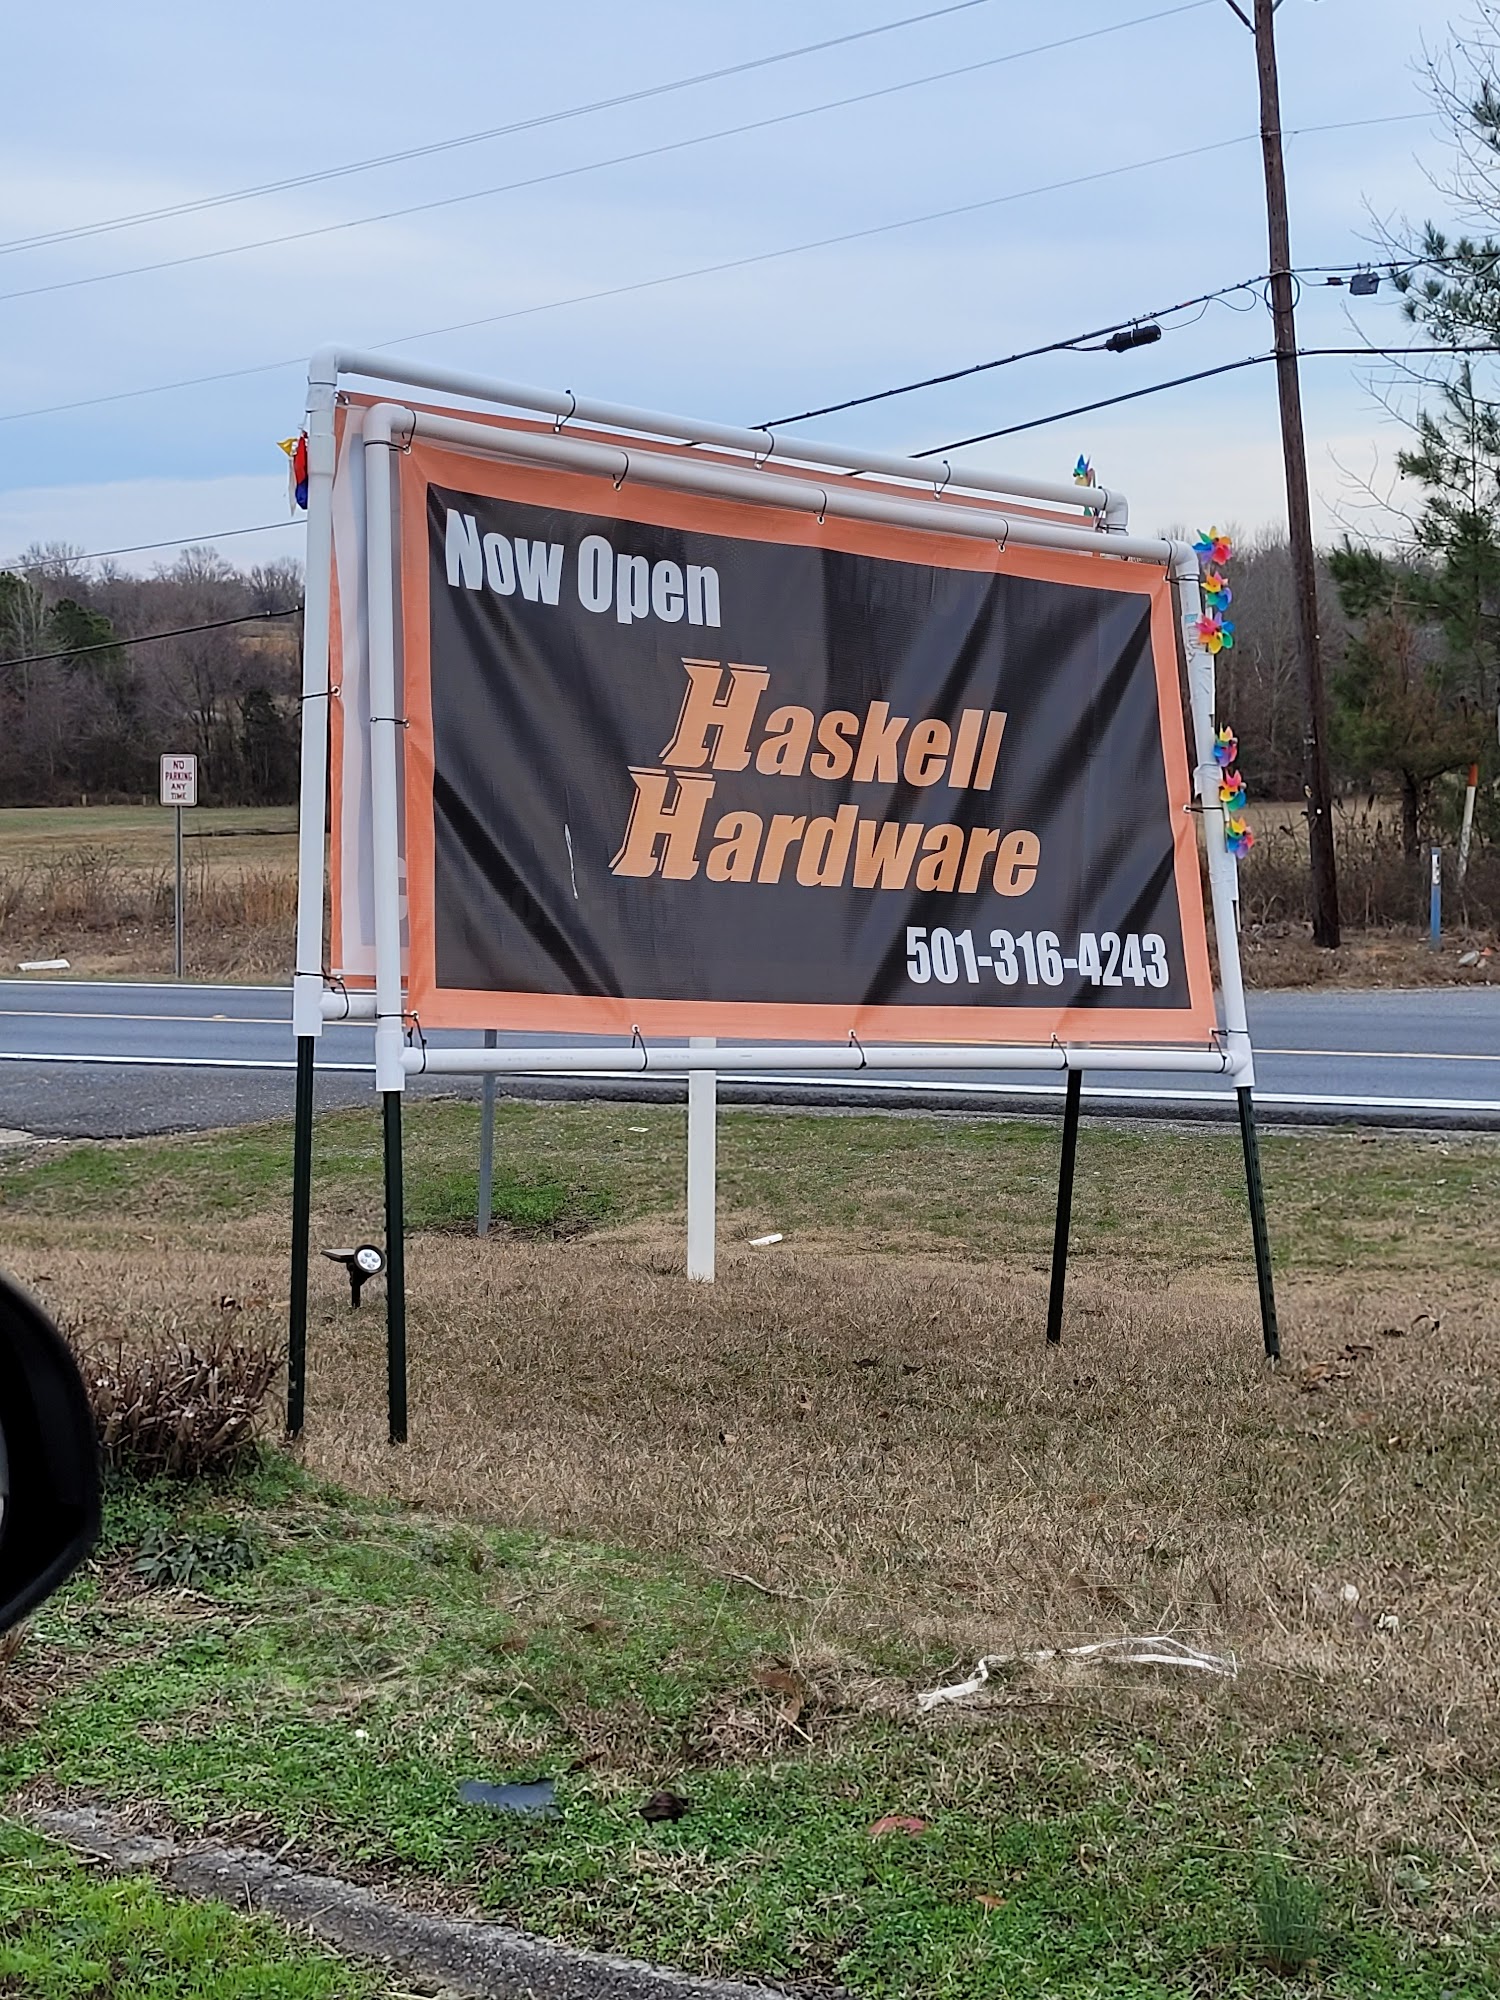 Now Open
Haskell
Hardware
501-316-4243
NO
PARKING
ANY
TIME